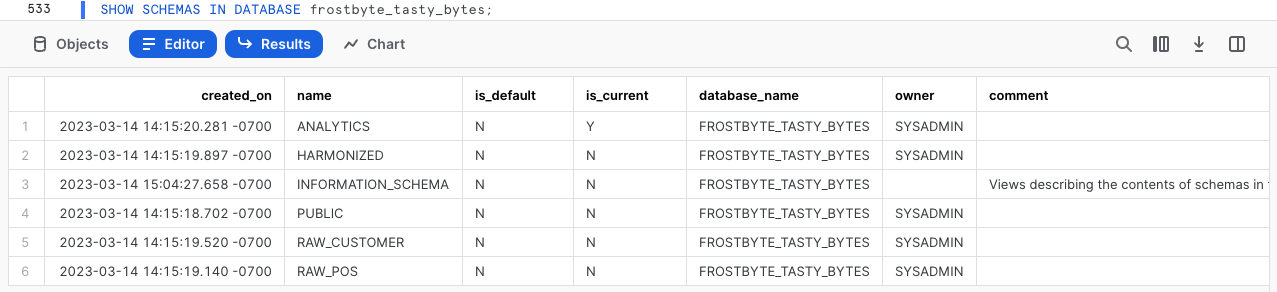 533 SHOW SCHEMAS IN DATABASE frostbyte_tasty_bytes;
Objects Editor Results Chart
created_on name is_default is_current database_name owner comment
1 2023-03-14 14:15:20.281 -0700 ANALYTICS N Y FROSTBYTE_TASTY_BYTES SYSADMIN
2 2023-03-14 14:15:19.897 -0700 HARMONIZED N N FROSTBYTE_TASTY_BYTES SYSADMIN
3 2023-03-14 15:04:27.658 -0700 INFORMATION_SCHEMA N N FROSTBYTE_TASTY_BYTES Views describing the contents of schemas in
4 2023-03-14 14:15:18.702 -0700 PUBLIC N N FROSTBYTE_TASTY_BYTES SYSADMIN
5 2023-03-14 14:15:19.520 -0700 RAW_CUSTOMER N N FROSTBYTE_TASTY_BYTES SYSADMIN
6 2023-03-14 14:15:19.140 -0700 RAW_POS N N FROSTBYTE_TASTY_BYTES SYSADMIN